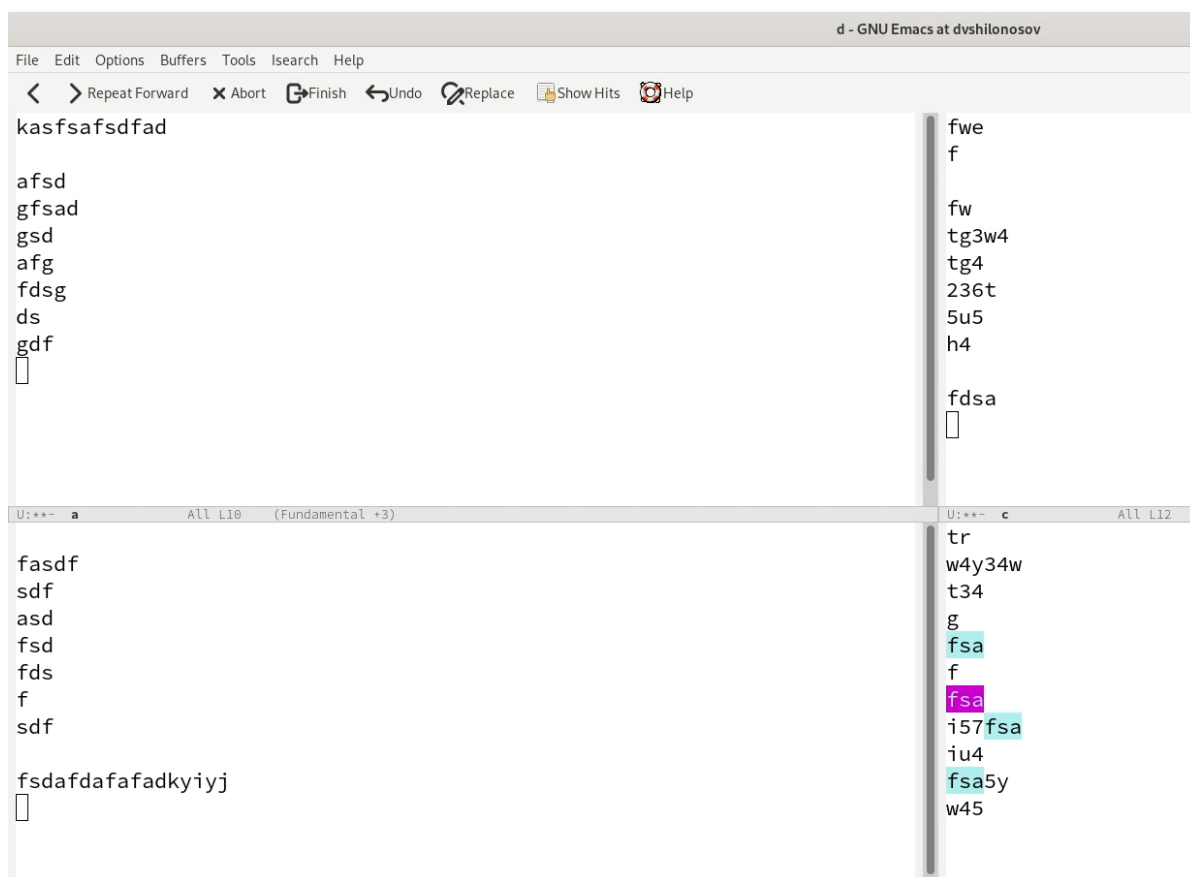 d - GNU Emacs at dvshilonosov
File Edit Options Buffers Tools Isearch Help
Repeat Forward Abort Finish Undo Replace Show Hits Help
kasfsafsdfad
afsd
gfsad
gsd
afg
fdsg
ds
gdf
U:**- a All L10 (Fundamental +3)
fasdf
sdf
asd
fsd
fds
f
sdf
fsdafdafafadkyiyj
fwe
f
fw
tg3w4
tg4
236t
5u5
h4
fdsa
U:**- c All L12
tr
w4y34w
t34
g
fsa
f
fsa
i57fsa
iu4
fsa5y
w45